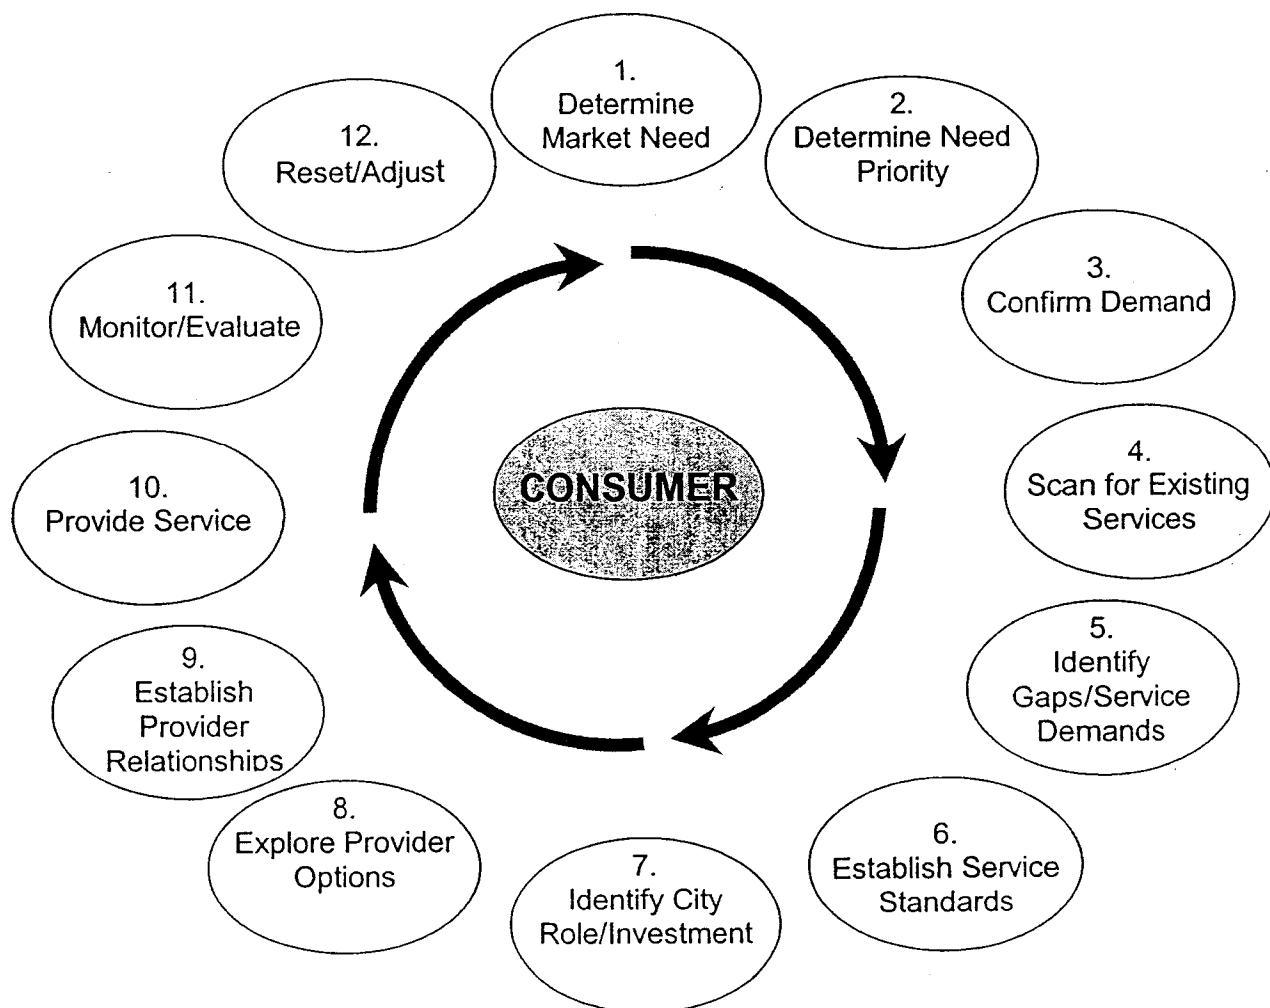 1.
Determine
Market Need
2.
Determine Need
Priority
3.
Confirm Demand
4.
Scan for Existing
Services
5.
Identify
Gaps/Service
Demands
6.
Establish Service
Standards
7.
Identify City
Role/Investment
8.
Explore Provider
Options
9.
Establish
Provider
Relationships
10.
Provide Service
11.
Monitor/Evaluate
12.
Reset/Adjust
CONSUMER